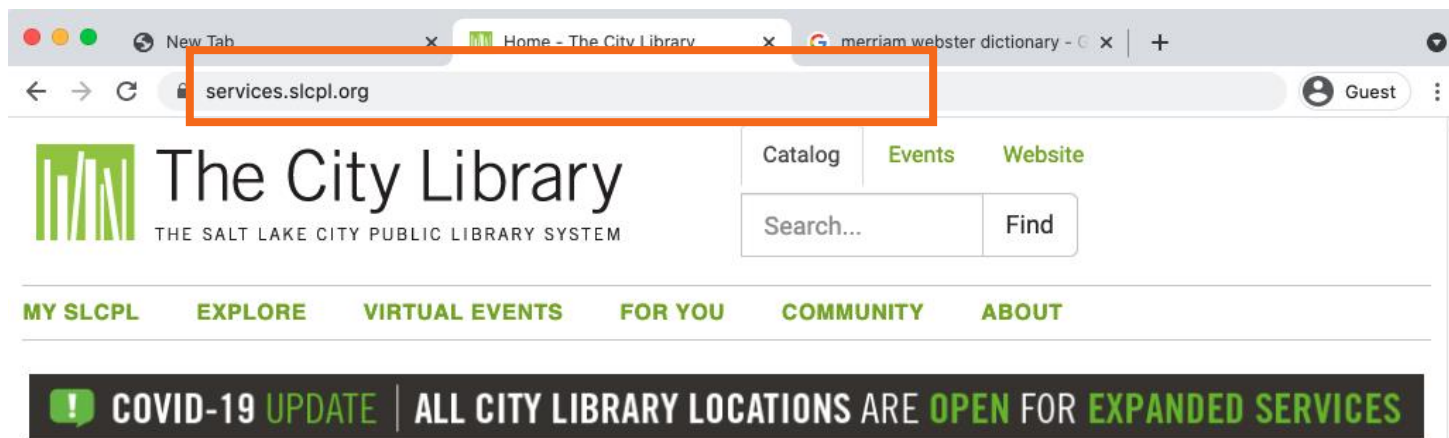 New Tab Home - The City Library merriam webster dictionary - G
services.slcpl.org Guest
The City Library
THE SALT LAKE CITY PUBLIC LIBRARY SYSTEM
Catalog Events Website
Search... Find
MY SLCPL EXPLORE VIRTUAL EVENTS FOR YOU COMMUNITY ABOUT
COVID-19 UPDATE | ALL CITY LIBRARY LOCATIONS ARE OPEN FOR EXPANDED SERVICES